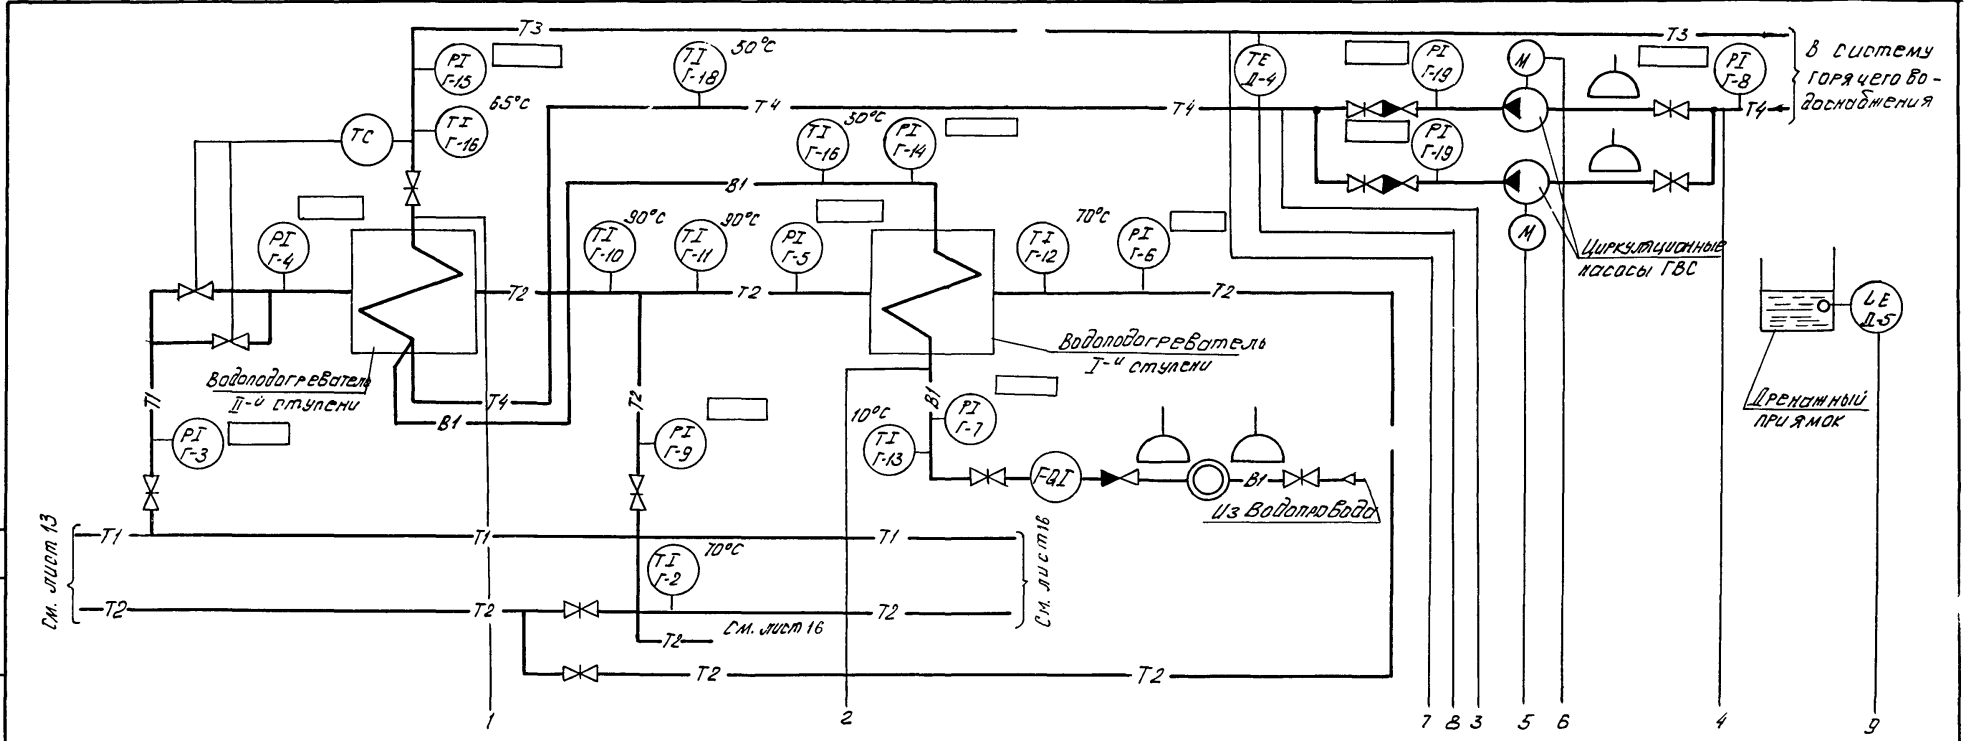 Т3
Т3
В систему
горячего во-
доснабжения
PI
Г-15
TI
Г-18
50°С
TE
Д-4
PI
Г-19
М
PI
Г-8
65°С
TI
Г-16
Т4
Т4
Т4
TC
50°С
TI
Г-16
PI
Г-14
PI
Г-19
В1
PI
Г-4
90°С
TI
Г-10
90°С
TI
Г-11
PI
Г-5
70°С
TI
Г-12
PI
Г-6
М
Циркуляционные
насосы ГВС
Т2
Т2
Т2
LE
Д-5
Водоподогреватель
II-й ступени
Водоподогреватель
I-й ступени
Т1
Т4
В1
Т2
В1
Дренажный
приямок
PI
Г-3
PI
Г-9
10°С
TI
Г-13
PI
Г-7
FQI
В1
Из водопровода
См. лист 13
Т1
Т1
Т1
См. лист 16
TI
Г-2
70°С
Т2
Т2
Т2
Т2
См. лист 16
Т2
Т2
1
2
7
8
3
5
6
4
9